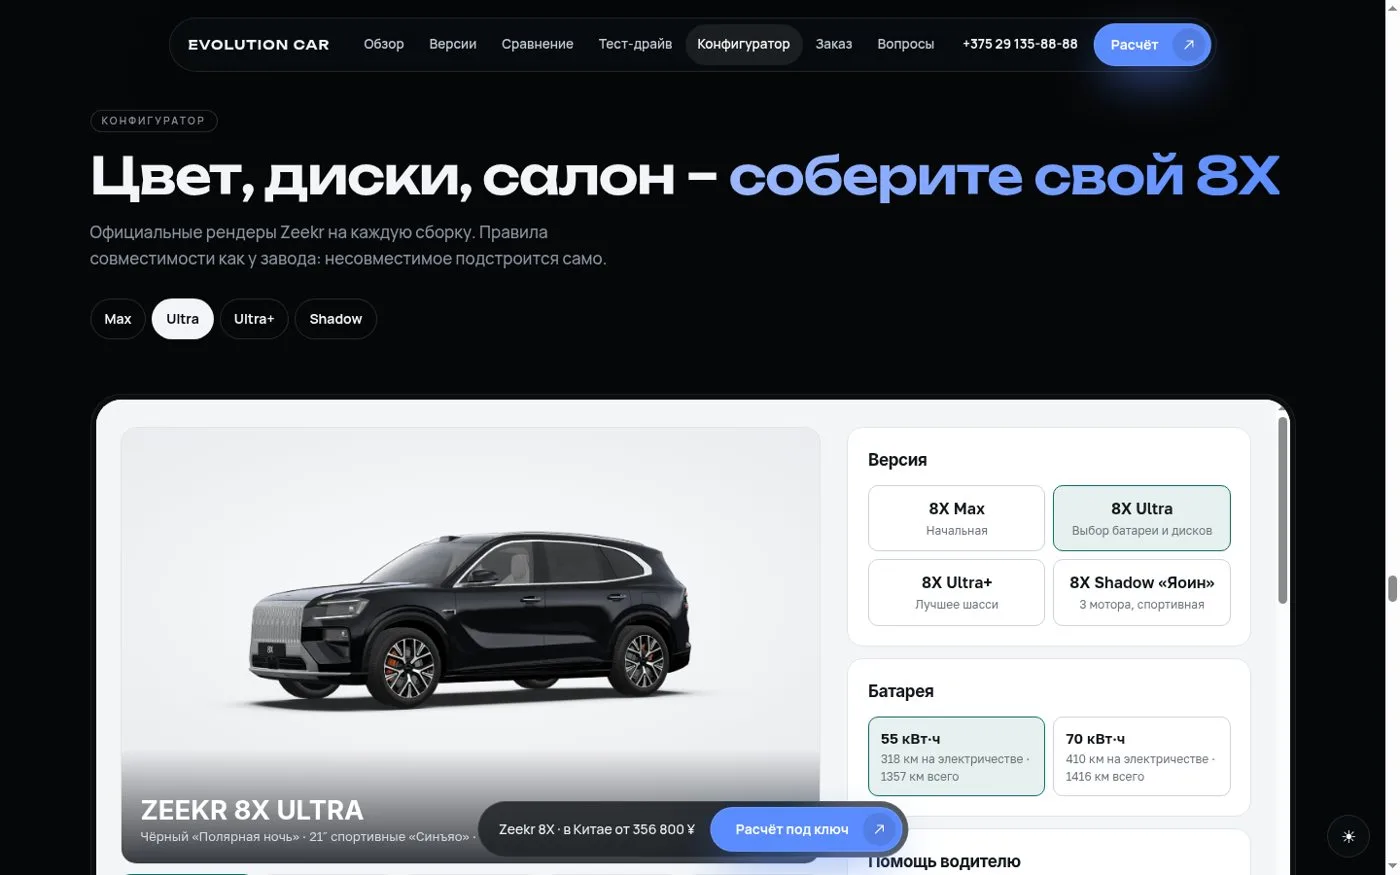 EVOLUTION CAR
Обзор
Версии
Сравнение
Тест-драйв
Конфигуратор
Заказ
Вопросы
+375 29 135-88-88
Расчёт
КОНФИГУРАТОР
Цвет, диски, салон – соберите свой 8X
Официальные рендеры Zeekr на каждую сборку. Правила
совместимости как у завода: несовместимое подстроится само.
Max
Ultra
Ultra+
Shadow
Версия
8X Max
Начальная
8X Ultra
Выбор батареи и дисков
8X Ultra+
Лучшее шасси
8X Shadow «Яоин»
3 мотора, спортивная
Батарея
55 кВт·ч
318 км на электричестве ·
1357 км всего
70 кВт·ч
410 км на электричестве ·
1416 км всего
ZEEKR 8X ULTRA
Чёрный «Полярная ночь» · 21″ спортивные «Синъяо» ·
Zeekr 8X · в Китае от 356 800 ¥
Расчёт под ключ
Помощь водителю